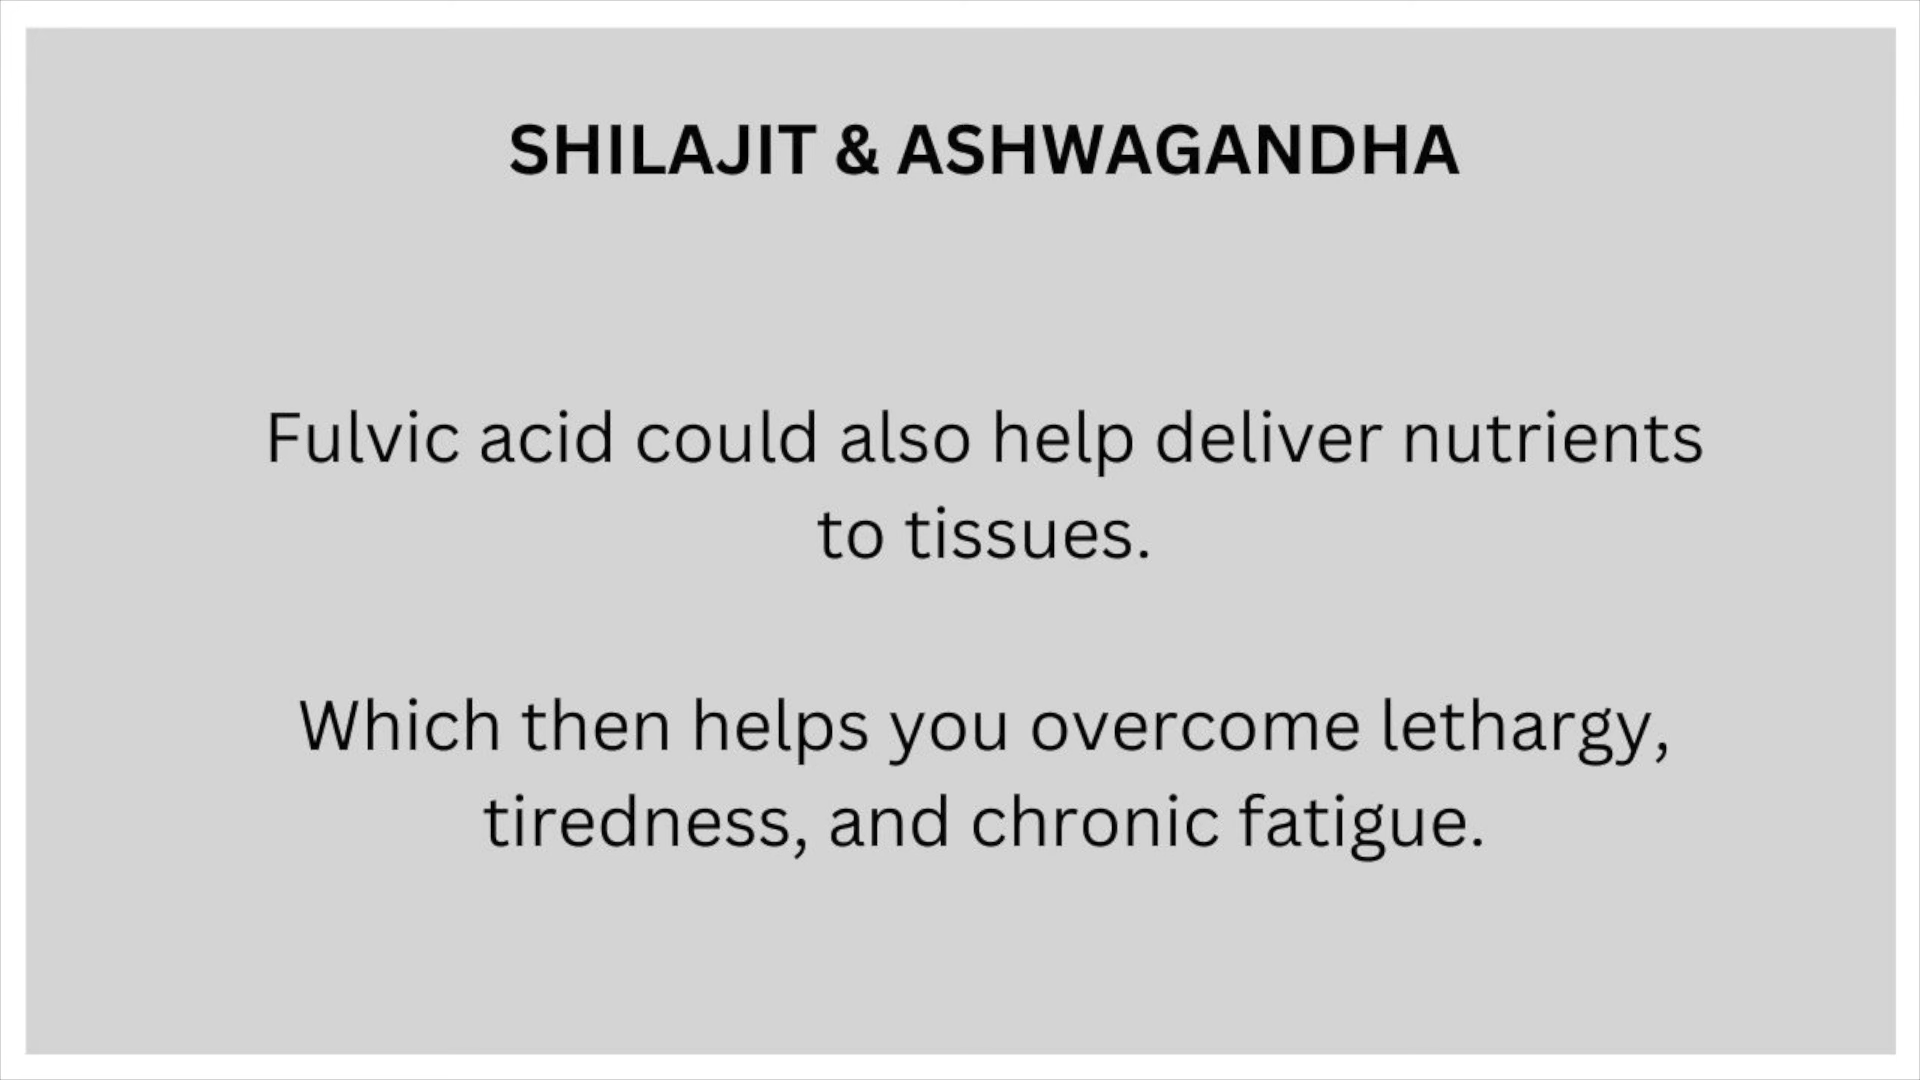 SHILAJIT & ASHWAGANDHA
Fulvic acid could also help deliver nutrients
to tissues.
Which then helps you overcome lethargy,
tiredness, and chronic fatigue.